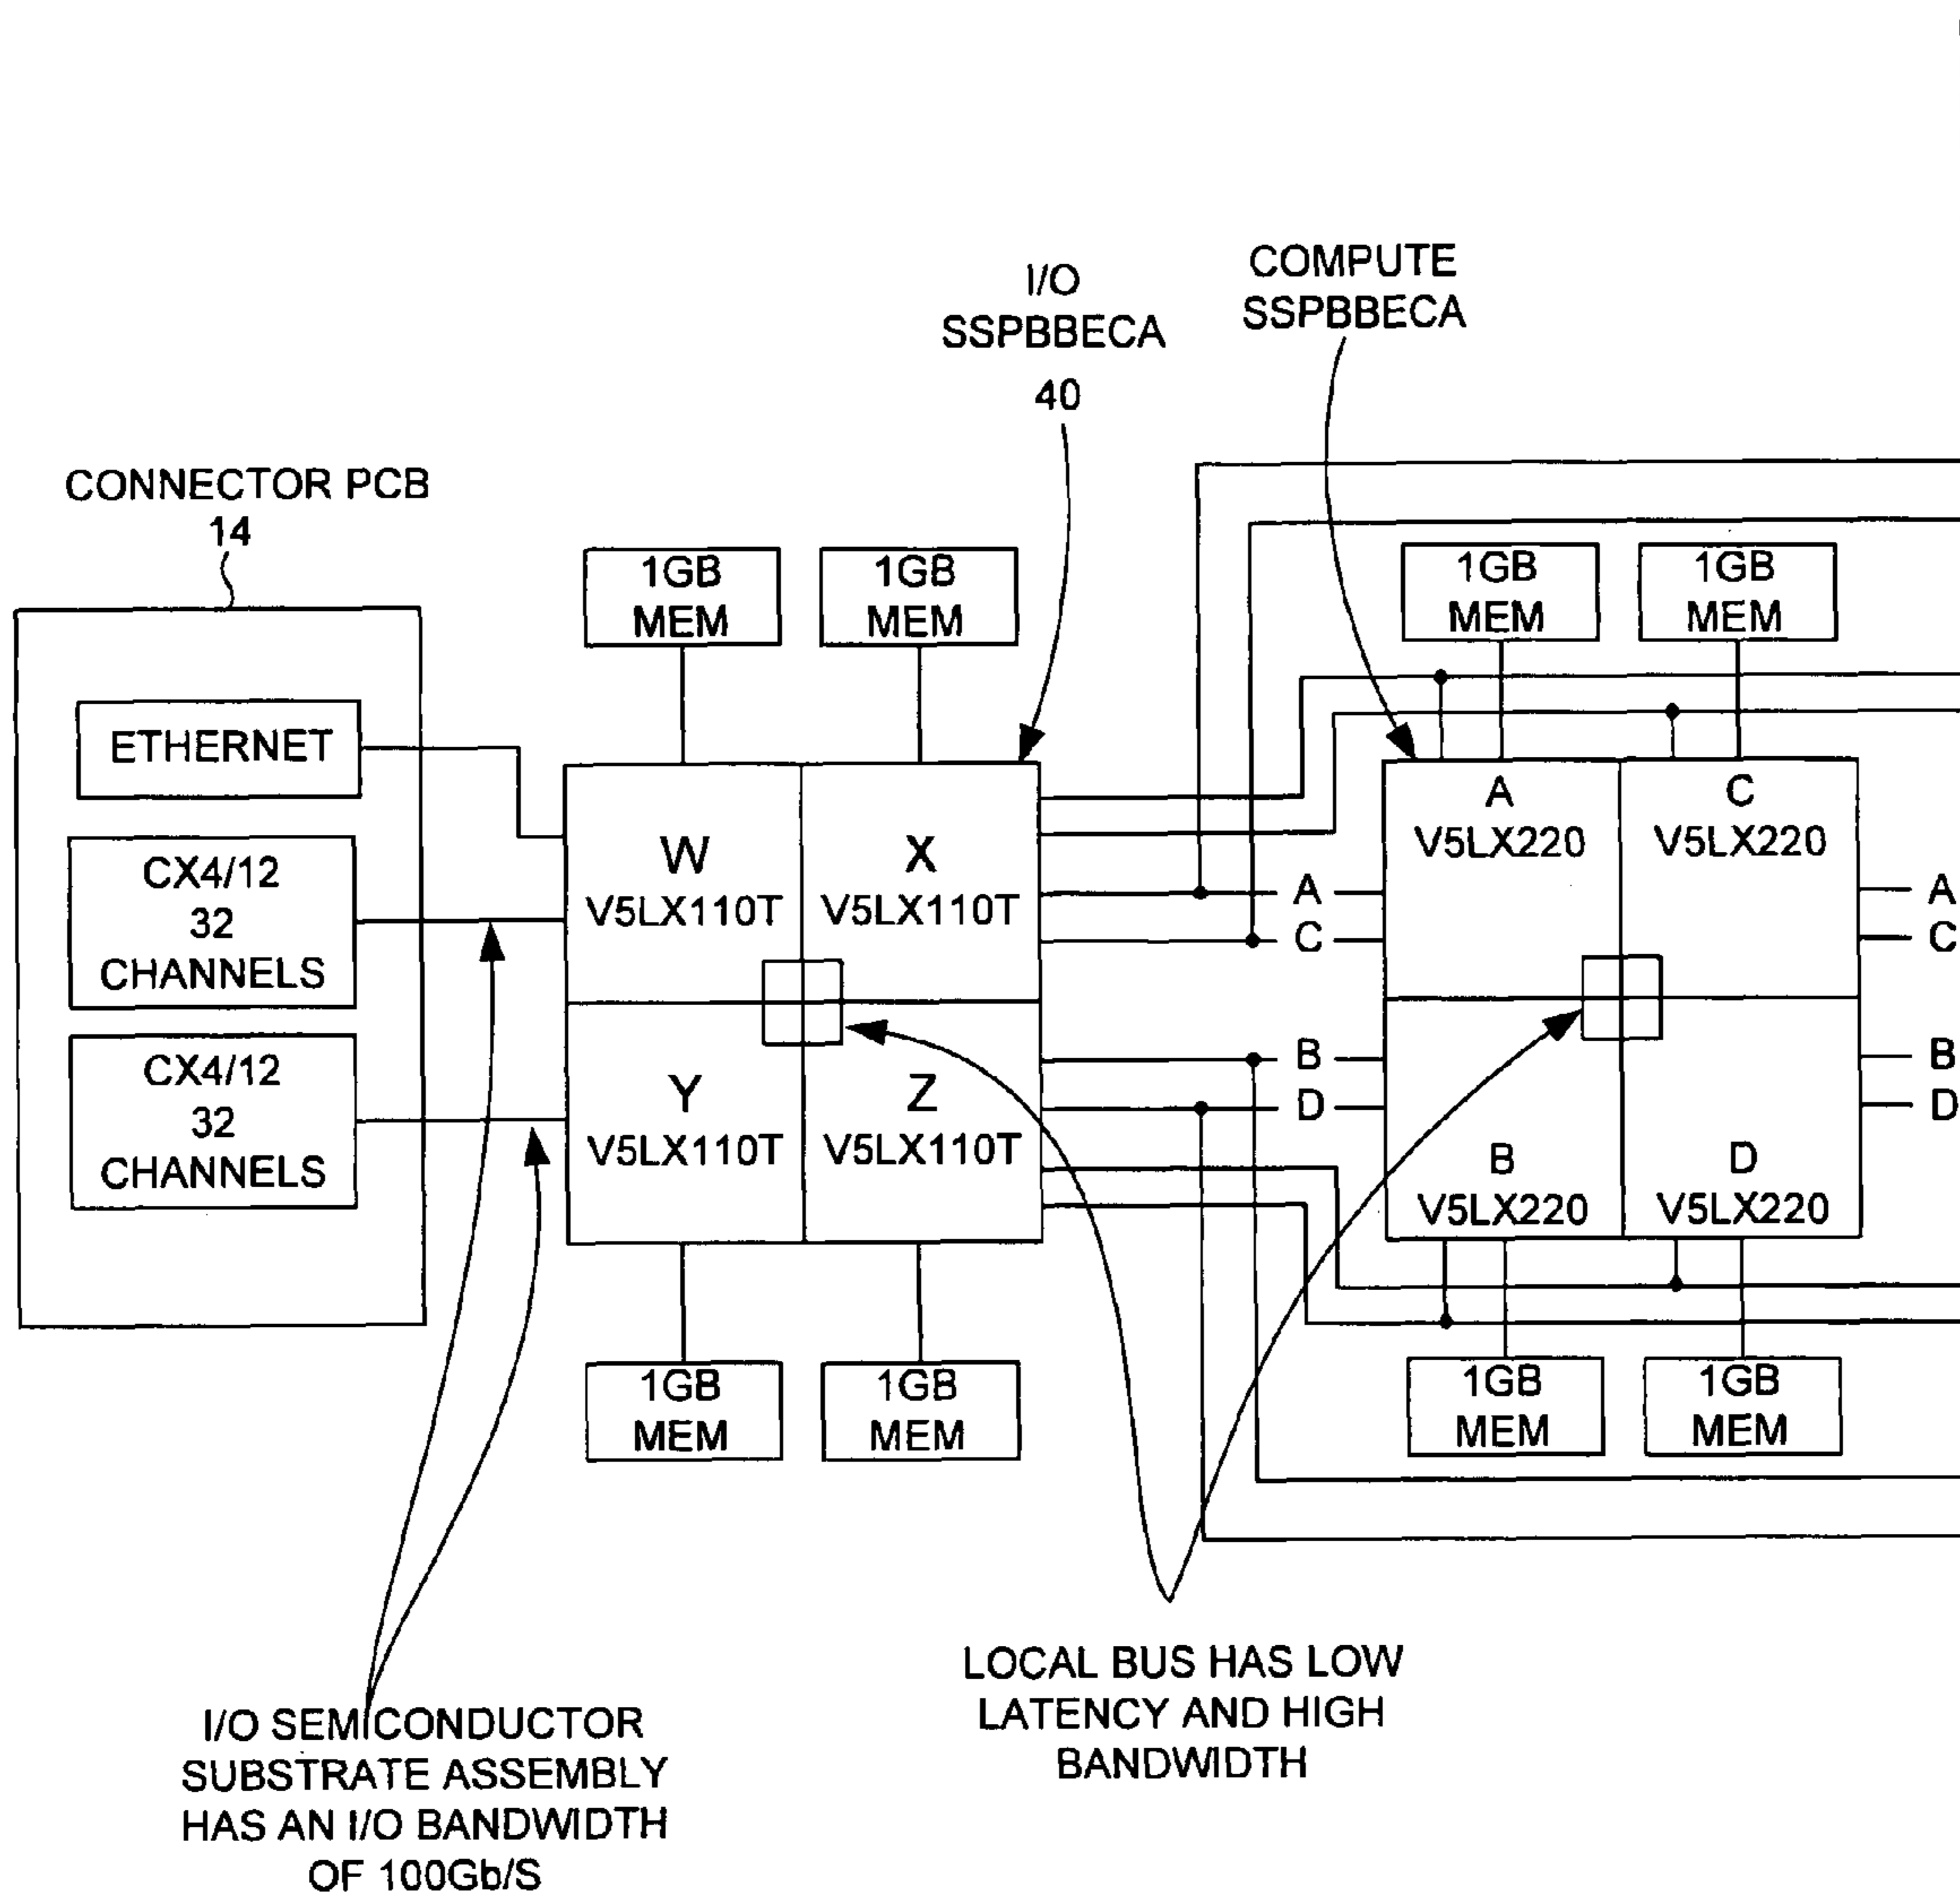 I/O
SSPBBECA
40
COMPUTE
SSPBBECA
CONNECTOR PCB
14
1GB
MEM
1GB
MEM
1GB
MEM
1GB
MEM
ETHERNET
CX4/12
32
CHANNELS
CX4/12
32
CHANNELS
W
V5LX110T
X
V5LX110T
Y
V5LX110T
Z
V5LX110T
A
C
B
D
A
V5LX220
C
V5LX220
B
V5LX220
D
V5LX220
A
C
B
D
1GB
MEM
1GB
MEM
1GB
MEM
1GB
MEM
LOCAL BUS HAS LOW
LATENCY AND HIGH
BANDWIDTH
I/O SEMICONDUCTOR
SUBSTRATE ASSEMBLY
HAS AN I/O BANDWIDTH
OF 100Gb/S